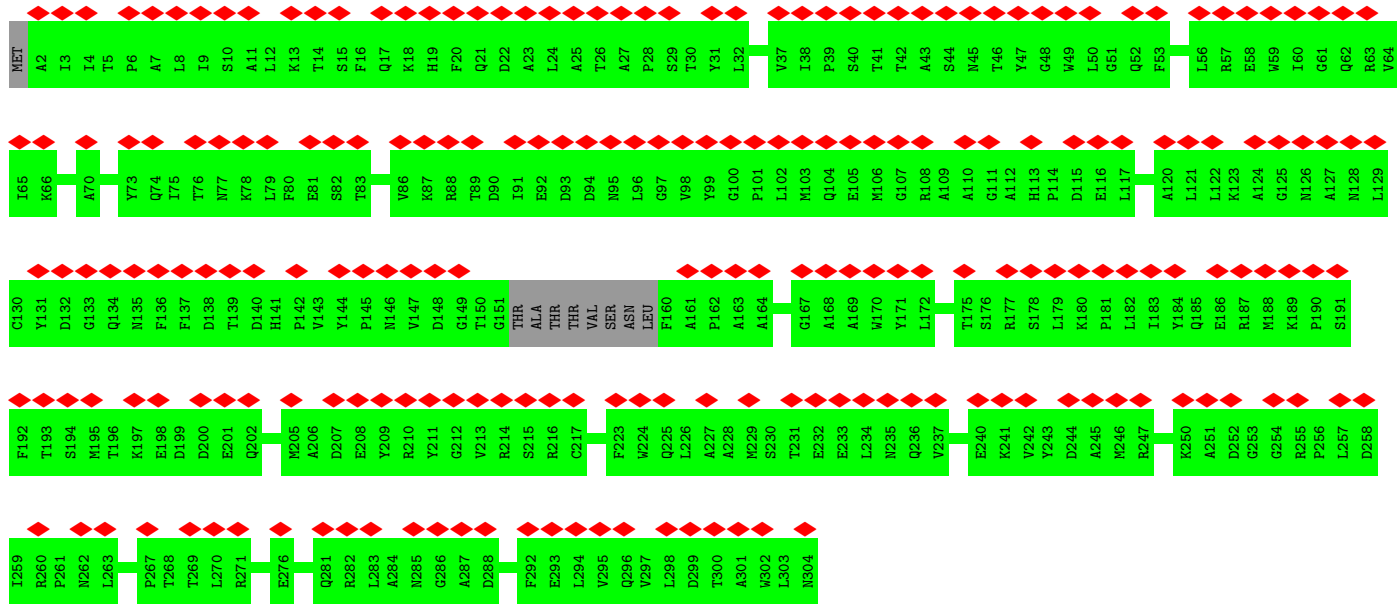 MET A2 I3 I4 T5 P6 A7 L8 I9 S10 A11 L12 K13 T14 S15 F16 Q17 K18 H19 F20 Q21 D22 A23 L24 A25 T26 A27 P28 S29 T30 Y31 L32 V37 I38 P39 S40 T41 T42 A43 S44 N45 T46 Y47 G48 W49 L50 G51 Q52 F53 L56 R57 E58 W59 I60 G61 Q62 R63 V64
I65 K66 A70 Y73 Q74 I75 T76 N77 K78 L79 F80 E81 S82 T83 V86 K87 R88 T89 D90 I91 E92 D93 D94 N95 L96 G97 V98 Y99 G100 P101 L102 M103 Q104 E105 M106 G107 R108 A109 A110 G111 A112 H113 P114 D115 E116 L117 A120 L121 L122 K123 A124 G125 N126 A127 N128 L129
C130 Y131 D132 G133 Q134 N135 F136 F137 D138 T139 D140 H141 P142 V143 Y144 P145 N146 V147 D148 G149 T150 G151 THR ALA THR THR VAL SER ASN LEU F160 A161 P162 A163 A164 G167 A168 A169 W170 Y171 L172 T175 S176 R177 S178 L179 K180 P181 L182 I183 Y184 Q185 E186 R187 M188 K189 P190 S191
F192 T193 S194 M195 T196 K197 E198 D199 D200 E201 Q202 M205 A206 D207 E208 Y209 R210 Y211 G212 V213 R214 S215 R216 C217 F223 W224 Q225 L226 A227 A228 M229 S230 T231 E232 E233 L234 N235 Q236 V237 E240 K241 V242 Y243 D244 A245 M246 R247 K250 A251 D252 G253 G254 R255 P256 L257 D258
I259 R260 P261 N262 L263 P267 T268 T269 L270 R271 E276 Q281 R282 L283 A284 N285 G286 A287 D288 F292 E293 L294 V295 Q296 V297 L298 D299 T300 A301 W302 L303 N304